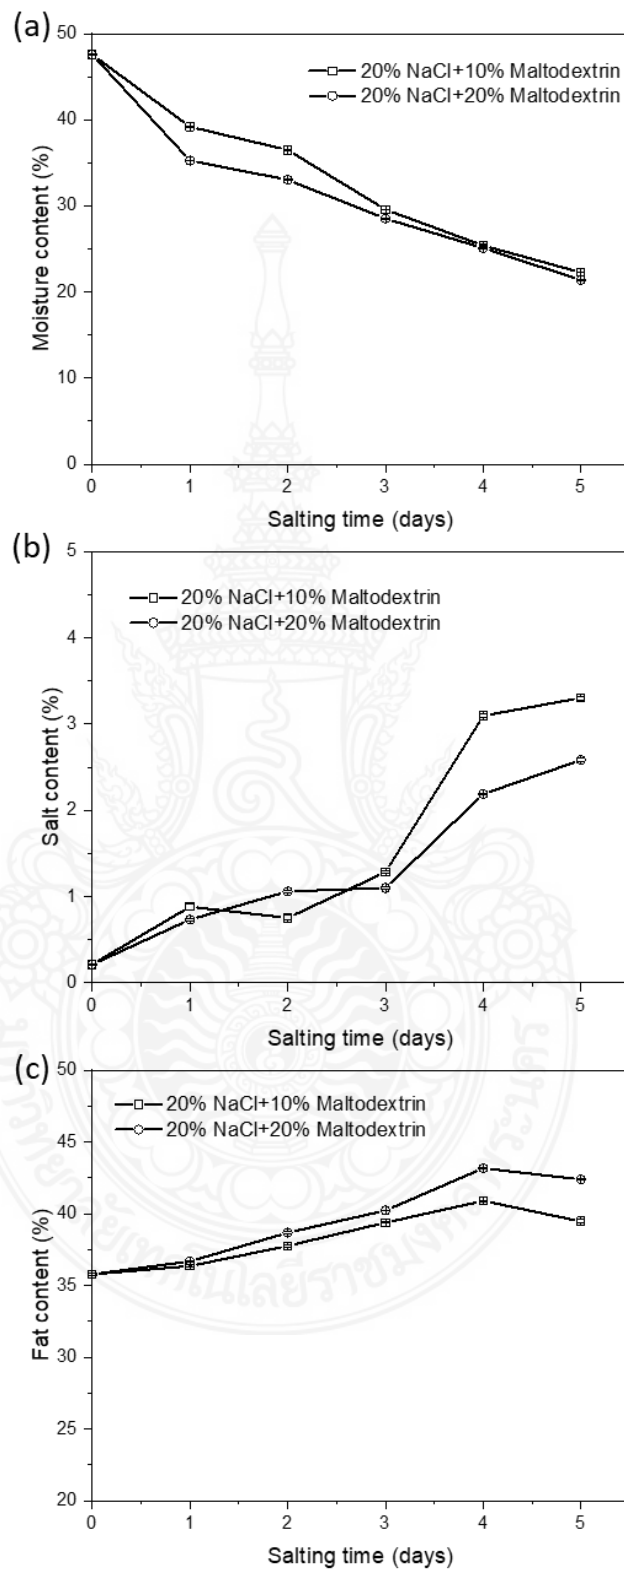 (a)
50
40
30
20
10
0
Moisture content (%)
20% NaCl+10% Maltodextrin
20% NaCl+20% Maltodextrin
0 1 2 3 4 5
Salting time (days)
(b)
5
4
3
2
1
0
Salt content (%)
20% NaCl+10% Maltodextrin
20% NaCl+20% Maltodextrin
0 1 2 3 4 5
Salting time (days)
(c)
50
45
40
35
30
25
20
Fat content (%)
20% NaCl+10% Maltodextrin
20% NaCl+20% Maltodextrin
0 1 2 3 4 5
Salting time (days)